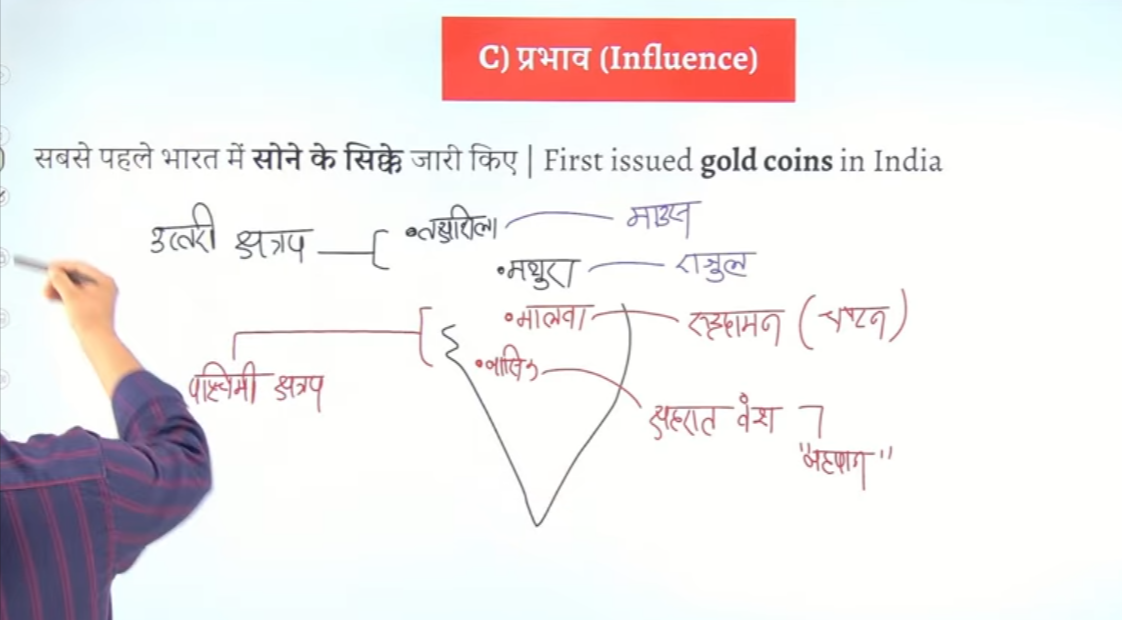 C) प्रभाव (Influence)
सबसे पहले भारत में सोने के सिक्के जारी किए | First issued gold coins in India
उत्तरी क्षत्रप
• तक्षशिला माउस
• मथुरा राजुल
• मालवा रुद्रदामन (चष्टन)
• नासिक
पश्चिमी क्षत्रप
क्षहरात वंश
"नहपान"